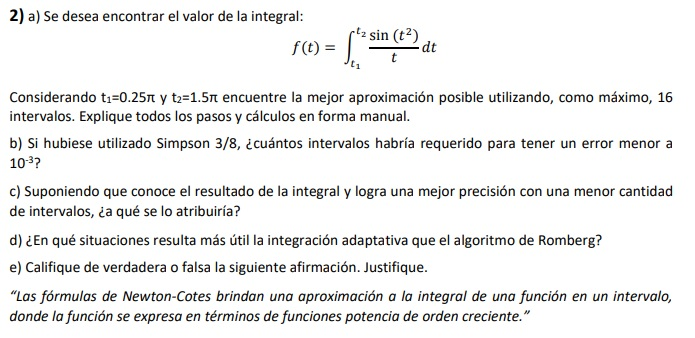 2) a) Se desea encontrar el valor de la integral:
f(t) = ∫_{t₁}^{t₂} sin (t²)/t dt
Considerando t₁=0.25π y t₂=1.5π encuentre la mejor aproximación posible utilizando, como máximo, 16
intervalos. Explique todos los pasos y cálculos en forma manual.
b) Si hubiese utilizado Simpson 3/8, ¿cuántos intervalos habría requerido para tener un error menor a
10⁻³?
c) Suponiendo que conoce el resultado de la integral y logra una mejor precisión con una menor cantidad
de intervalos, ¿a qué se lo atribuiría?
d) ¿En qué situaciones resulta más útil la integración adaptativa que el algoritmo de Romberg?
e) Califique de verdadera o falsa la siguiente afirmación. Justifique.
“Las fórmulas de Newton-Cotes brindan una aproximación a la integral de una función en un intervalo,
donde la función se expresa en términos de funciones potencia de orden creciente.”